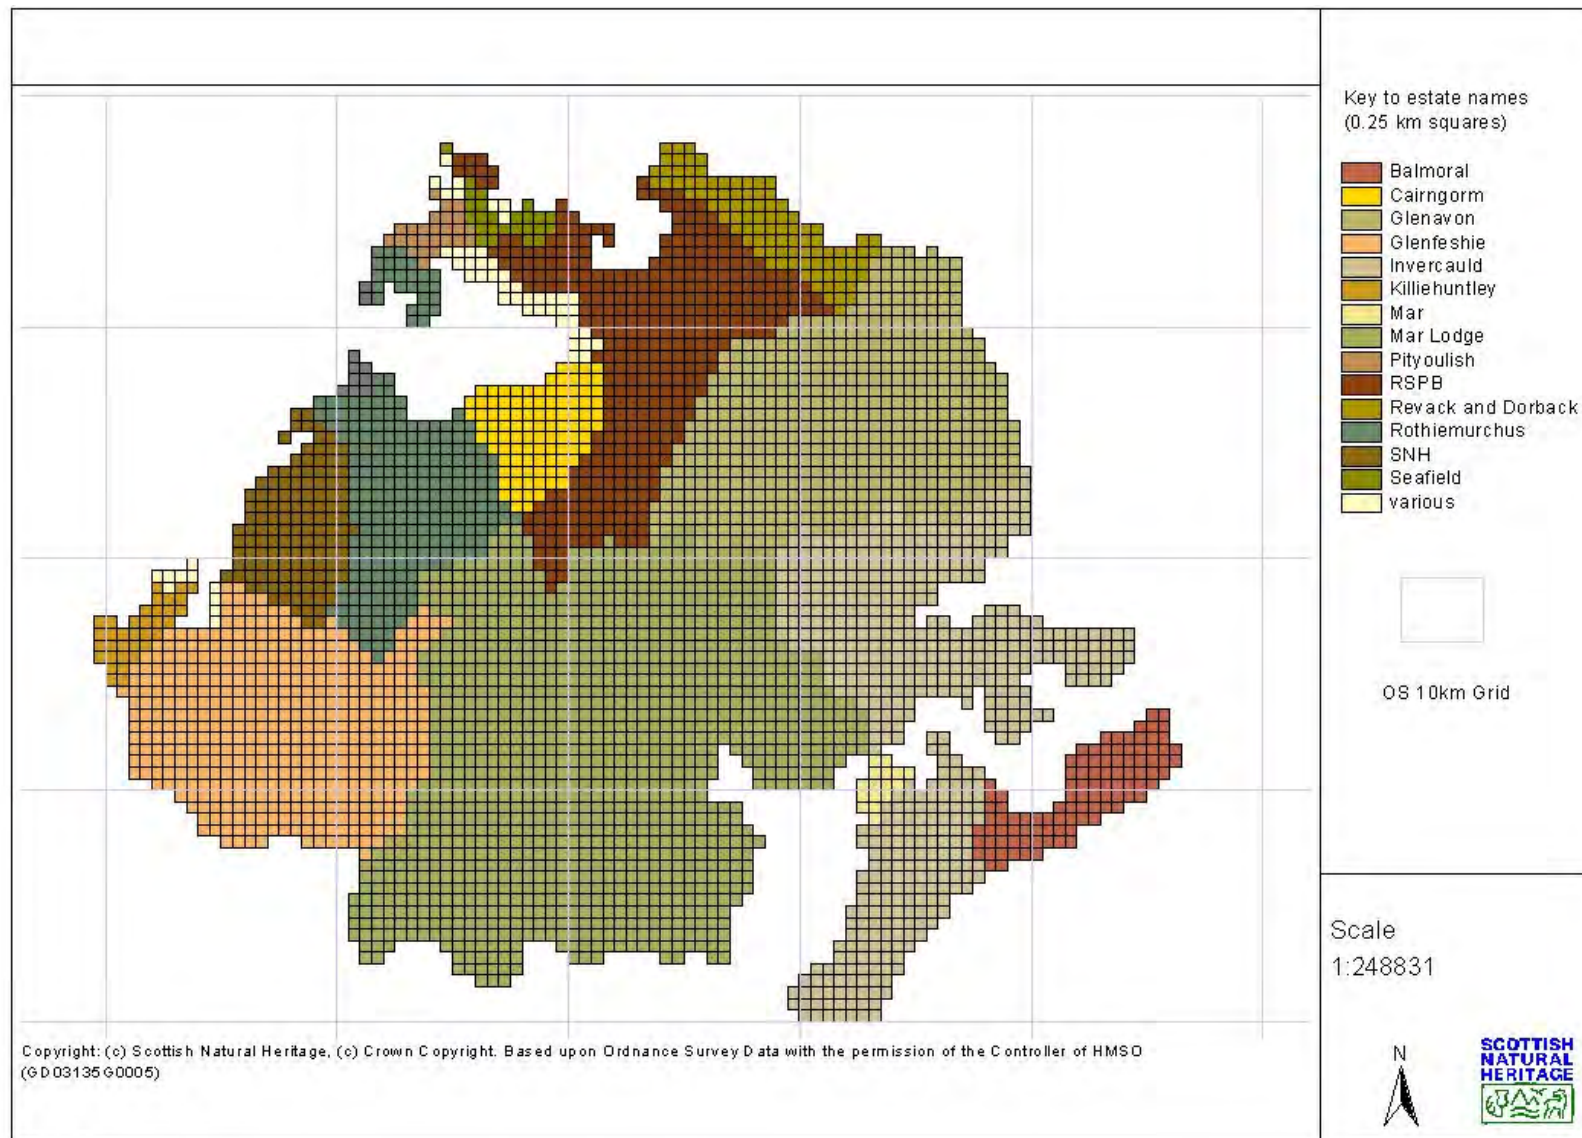 Key to estate names
(0.25 km squares)
Balmoral
Cairngorm
Glenavon
Glenfeshie
Invercauld
Killiehuntley
Mar
Mar Lodge
Pityoulish
RSPB
Revack and Dorback
Rothiemurchus
SNH
Seafield
various
OS 10km Grid
Scale
1:248831
N
SCOTTISH
NATURAL
HERITAGE
Copyright: (c) Scottish Natural Heritage, (c) Crown Copyright. Based upon Ordnance Survey Data with the permission of the Controller of HMSO
(GD03135G0005)